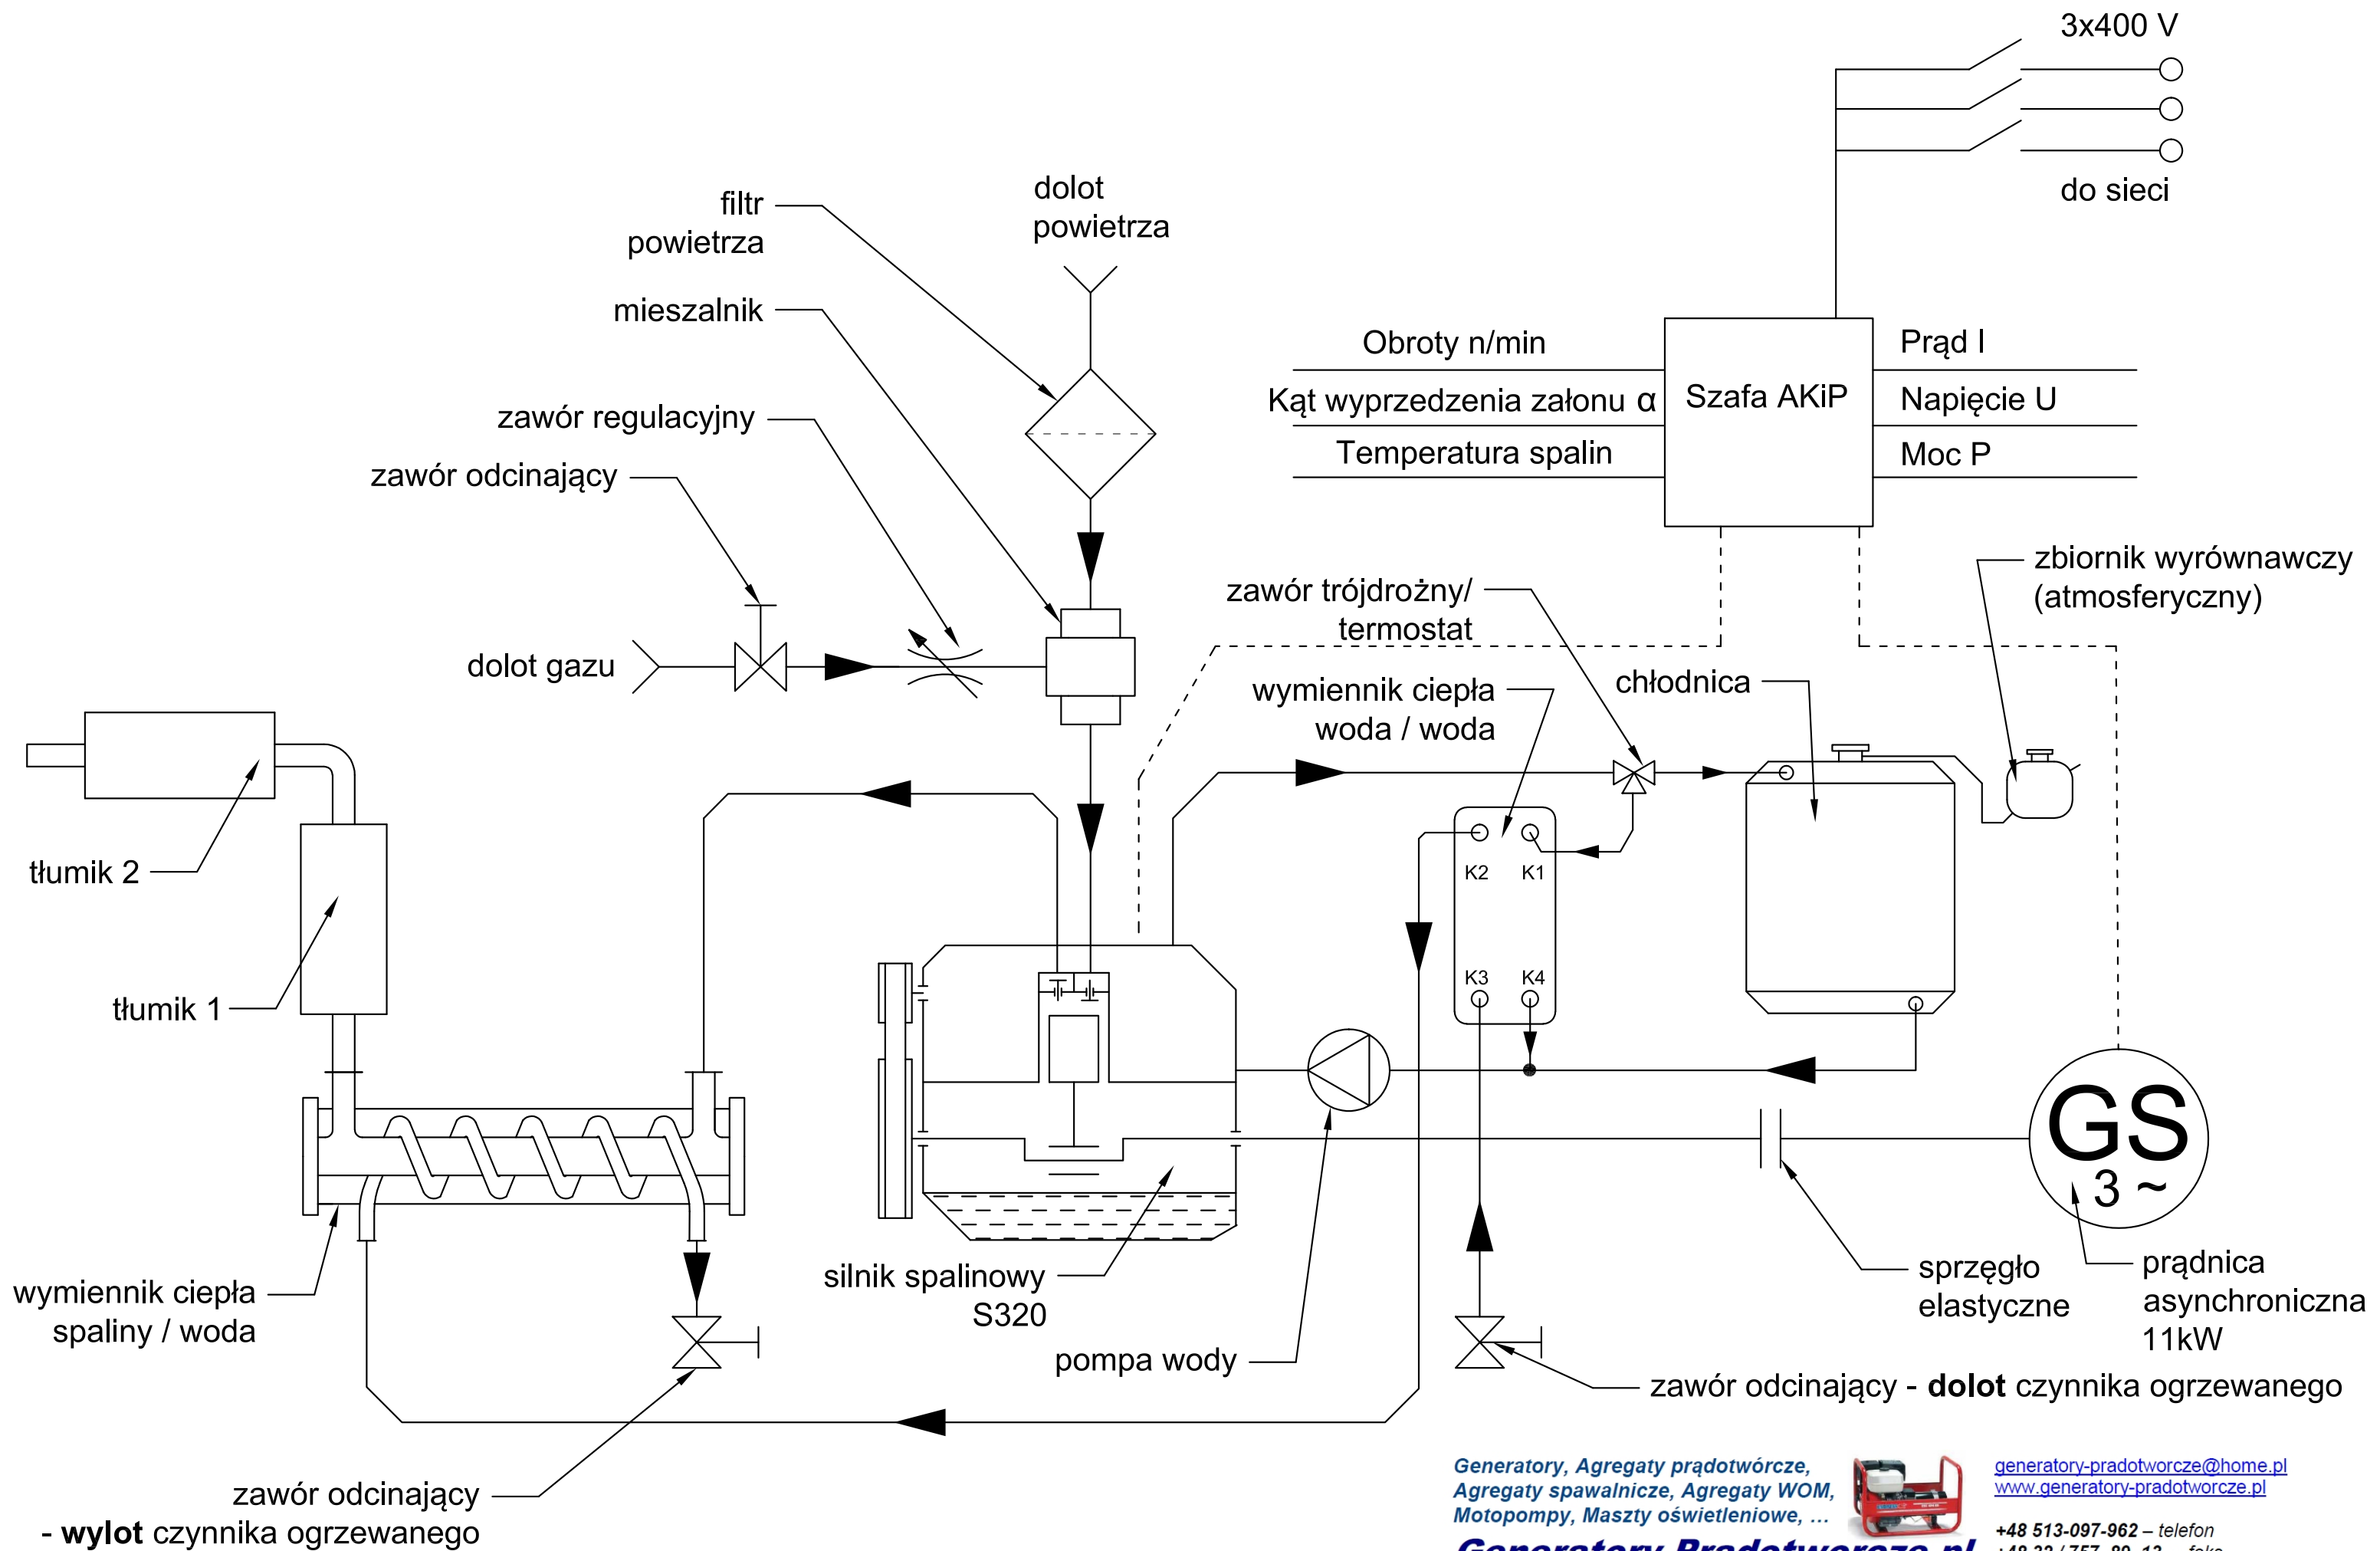 3x400 V
do sieci
filtr
powietrza
dolot
powietrza
mieszalnik
zawór regulacyjny
zawór odcinający
dolot gazu
Obroty n/min
Kąt wyprzedzenia załonu α
Temperatura spalin
Szafa AKiP
Prąd I
Napięcie U
Moc P
zbiornik wyrównawczy
(atmosferyczny)
zawór trójdrożny/
termostat
wymiennik ciepła
woda / woda
chłodnica
tłumik 2
tłumik 1
K2 K1
K3 K4
GS
3 ~
wymiennik ciepła
spaliny / woda
silnik spalinowy
S320
pompa wody
sprzęgło
elastyczne
prądnica
asynchroniczna
11kW
zawór odcinający - dolot czynnika ogrzewanego
zawór odcinający
- wylot czynnika ogrzewanego
Generatory, Agregaty prądotwórcze,
Agregaty spawalnicze, Agregaty WOM,
Motopompy, Maszty oświetleniowe, ...
generatory-pradotworcze@home.pl
www.generatory-pradotworcze.pl
+48 513-097-962 – telefon